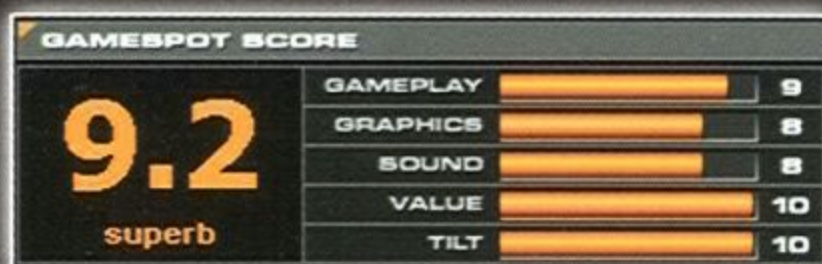 GAMESPOT SCORE
9.2
superb
GAMEPLAY 9
GRAPHICS 8
SOUND 8
VALUE 10
TILT 10